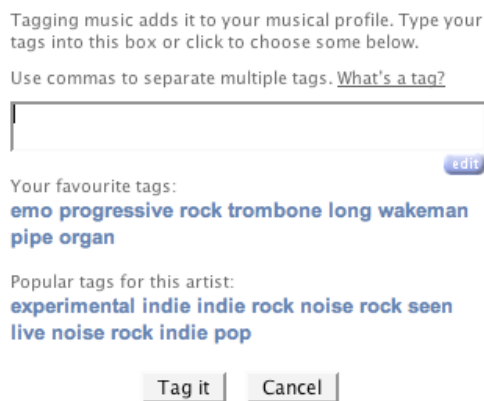 Tagging music adds it to your musical profile. Type your
tags into this box or click to choose some below.
Use commas to separate multiple tags. What's a tag?
edit
Your favourite tags:
emo progressive rock trombone long wakeman
pipe organ
Popular tags for this artist:
experimental indie indie rock noise rock seen
live noise rock indie pop
Tag it Cancel